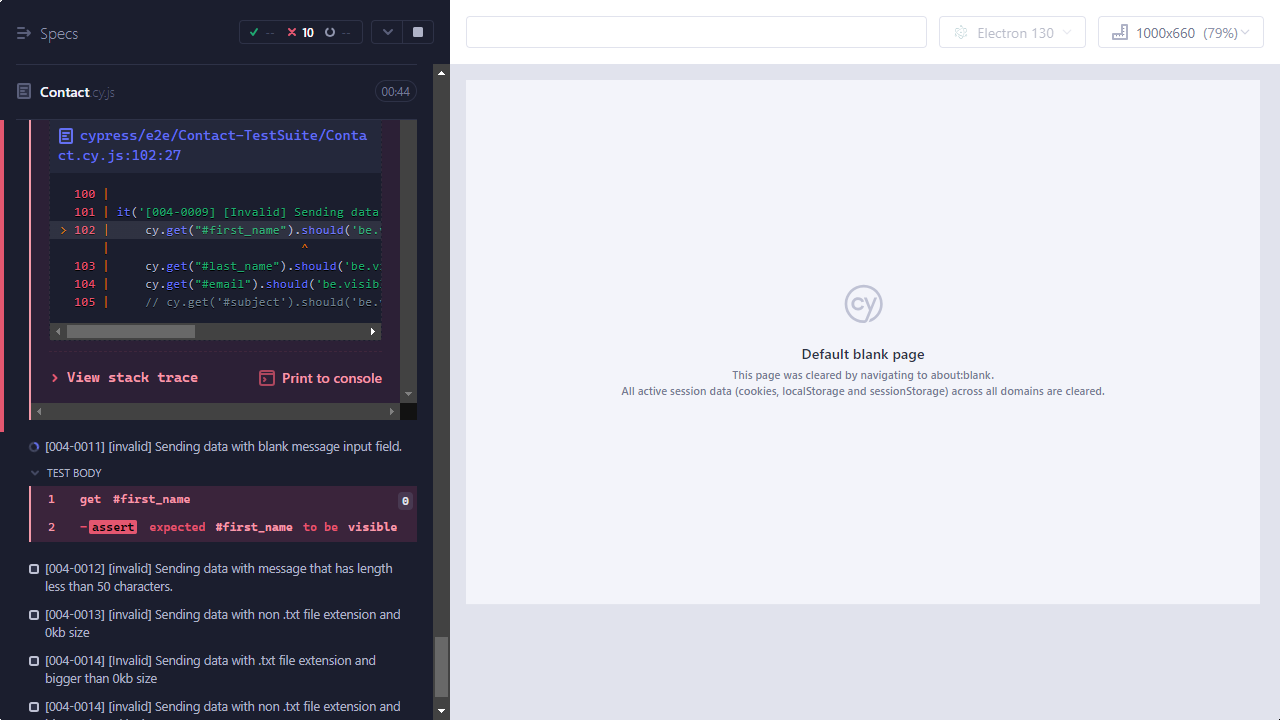 Specs
--
10
--
Electron 130
1000x660 (79%)
Contact.cy.js
00:44
cypress/e2e/Contact-TestSuite/Conta
ct.cy.js:102:27
100 |
101 | it('[004-0009] [Invalid] Sending data
> 102 | cy.get("#first_name").should('be.
| ^
103 | cy.get("#last_name").should('be.vi
104 | cy.get("#email").should('be.visib
105 | // cy.get('#subject').should('be.
> View stack trace
Print to console
[004-0011] [invalid] Sending data with blank message input field.
TEST BODY
1 get #first_name 0
2 -assert expected #first_name to be visible
[004-0012] [invalid] Sending data with message that has length
less than 50 characters.
[004-0013] [invalid] Sending data with non .txt file extension and
0kb size
[004-0014] [Invalid] Sending data with .txt file extension and
bigger than 0kb size
[004-0014] [invalid] Sending data with non .txt file extension and
cy
Default blank page
This page was cleared by navigating to about:blank.
All active session data (cookies, localStorage and sessionStorage) across all domains are cleared.